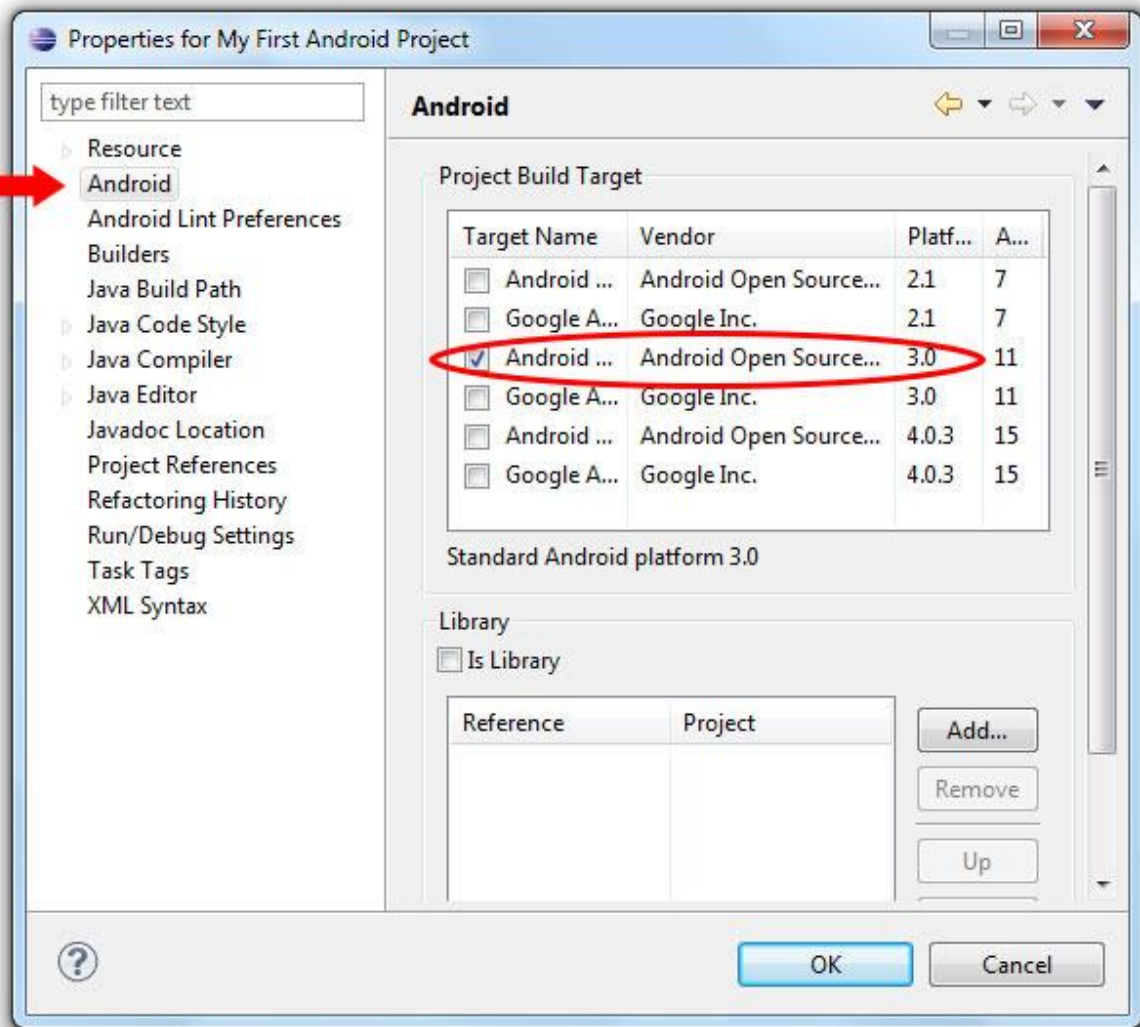 Properties for My First Android Project
type filter text
Resource
Android
Android Lint Preferences
Builders
Java Build Path
Java Code Style
Java Compiler
Java Editor
Javadoc Location
Project References
Refactoring History
Run/Debug Settings
Task Tags
XML Syntax
Android
Project Build Target
Target Name Vendor Platf... A...
Android ... Android Open Source... 2.1 7
Google A... Google Inc. 2.1 7
Android ... Android Open Source... 3.0 11
Google A... Google Inc. 3.0 11
Android ... Android Open Source... 4.0.3 15
Google A... Google Inc. 4.0.3 15
Standard Android platform 3.0
Library
Is Library
Reference Project
Add...
Remove
Up
OK Cancel